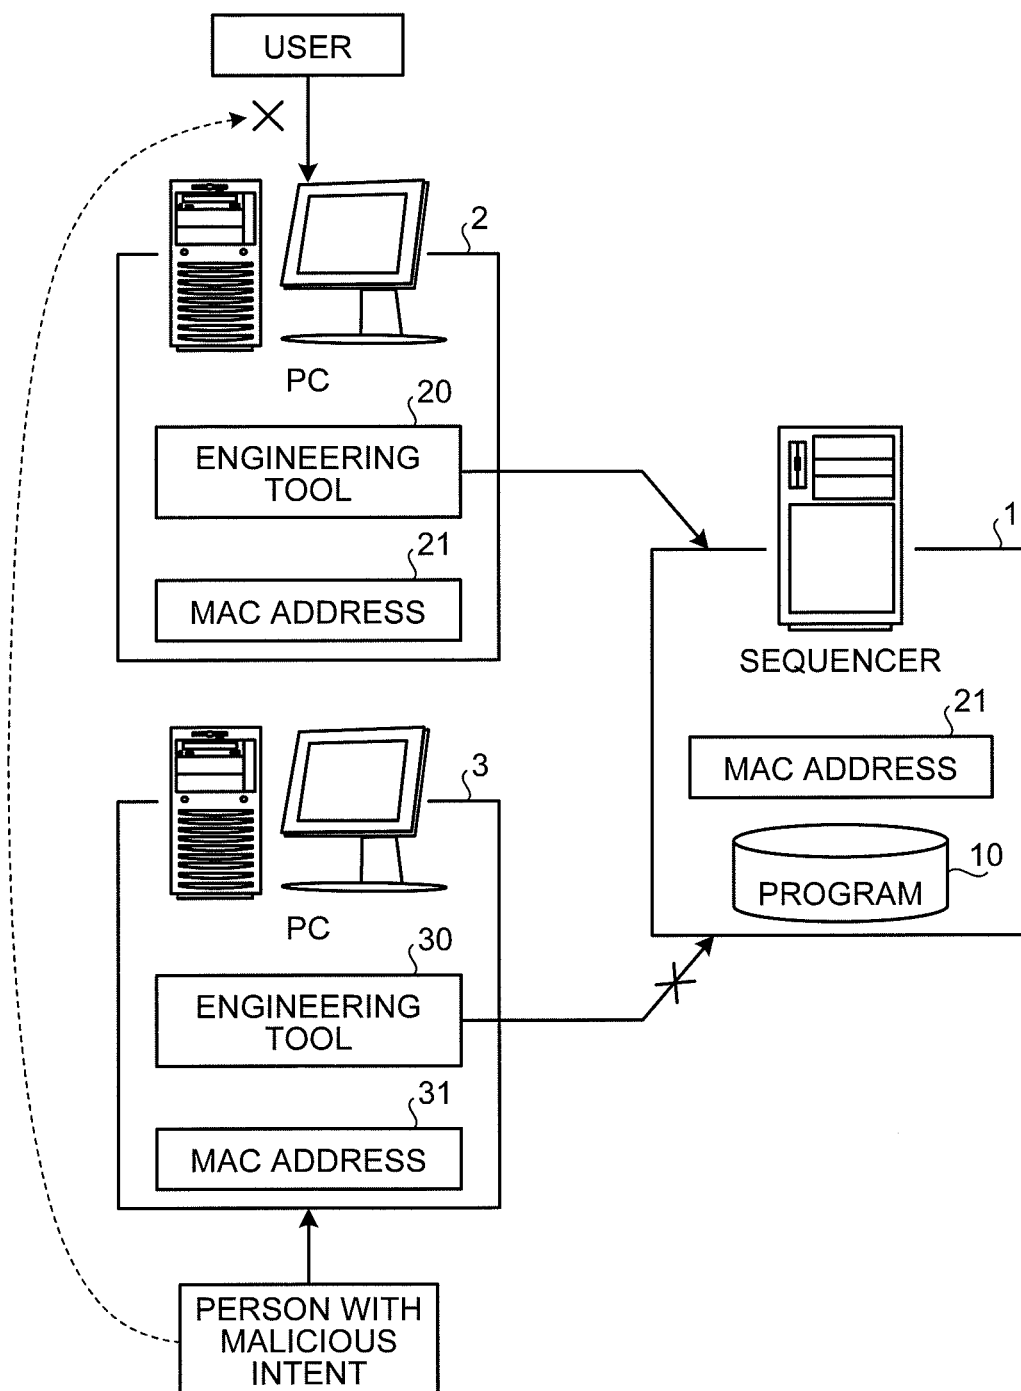 USER
2
PC
20
ENGINEERING
TOOL
21
MAC ADDRESS
1
SEQUENCER
21
MAC ADDRESS
10
PROGRAM
3
PC
30
ENGINEERING
TOOL
31
MAC ADDRESS
PERSON WITH
MALICIOUS
INTENT